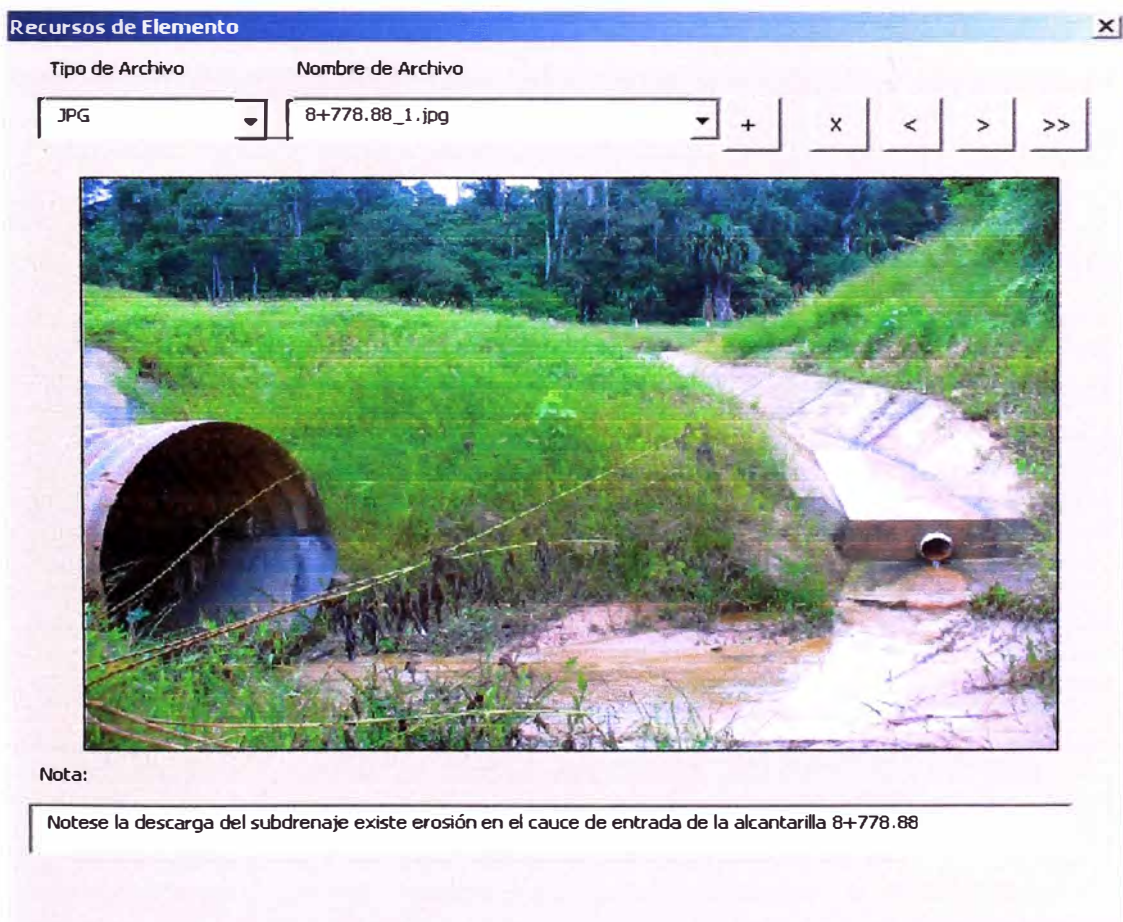 Recursos de Elemento X
Tipo de Archivo Nombre de Archivo
JPG 8+778.88_1.jpg + X < > >>
Nota:
Notese la descarga del subdrenaje existe erosión en el cauce de entrada de la alcantarilla 8+778.88